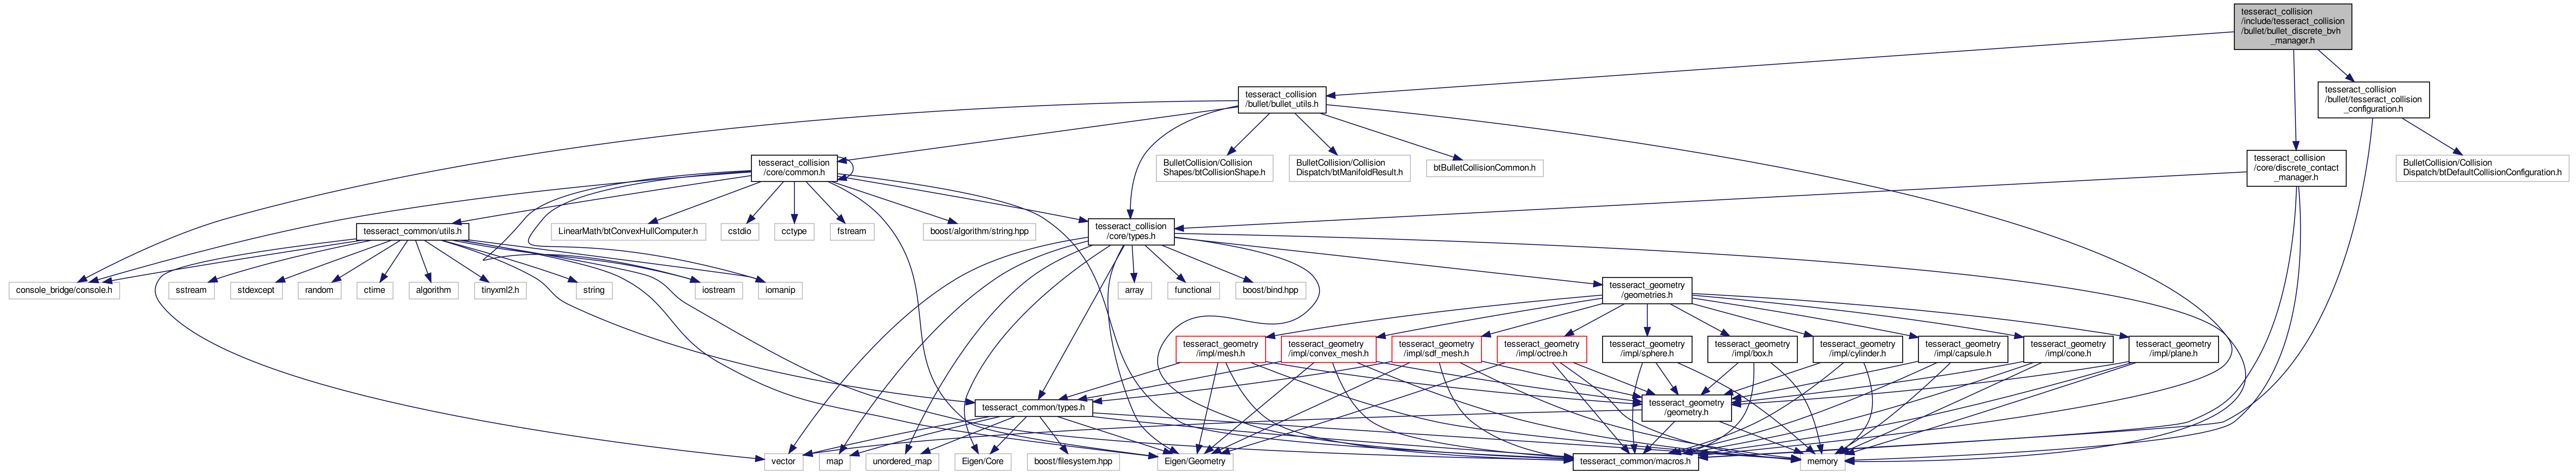 tesseract_collision
/include/tesseract_collision
/bullet/bullet_discrete_bvh
_manager.h
tesseract_collision
/bullet/bullet_utils.h
tesseract_collision
/bullet/tesseract_collision
_configuration.h
tesseract_collision
/core/common.h
BulletCollision/Collision
Shapes/btCollisionShape.h
BulletCollision/Collision
Dispatch/btManifoldResult.h
btBulletCollisionCommon.h
tesseract_collision
/core/discrete_contact
_manager.h
BulletCollision/Collision
Dispatch/btDefaultCollisionConfiguration.h
tesseract_common/utils.h
LinearMath/btConvexHullComputer.h
cstdio
cctype
fstream
boost/algorithm/string.hpp
tesseract_collision
/core/types.h
console_bridge/console.h
sstream
stdexcept
random
ctime
algorithm
tinyxml2.h
string
iostream
iomanip
array
functional
boost/bind.hpp
tesseract_geometry
/geometries.h
tesseract_geometry
/impl/mesh.h
tesseract_geometry
/impl/convex_mesh.h
tesseract_geometry
/impl/sdf_mesh.h
tesseract_geometry
/impl/octree.h
tesseract_geometry
/impl/sphere.h
tesseract_geometry
/impl/box.h
tesseract_geometry
/impl/cylinder.h
tesseract_geometry
/impl/capsule.h
tesseract_geometry
/impl/cone.h
tesseract_geometry
/impl/plane.h
tesseract_common/types.h
tesseract_geometry
/geometry.h
vector
map
unordered_map
Eigen/Core
boost/filesystem.hpp
Eigen/Geometry
tesseract_common/macros.h
memory